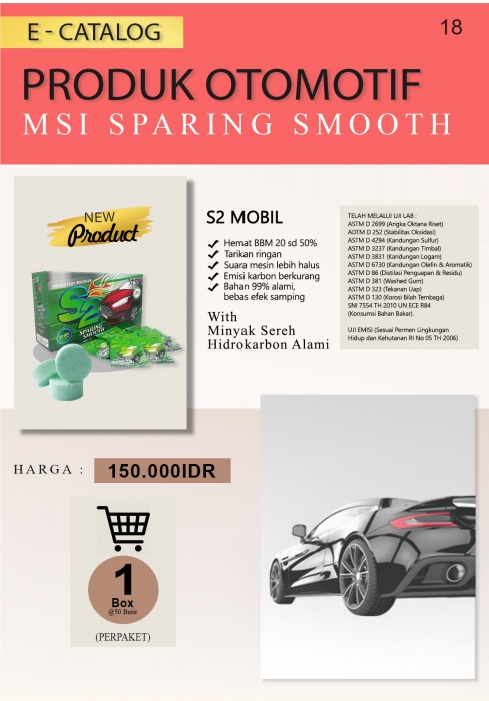 E - CATALOG
18
PRODUK OTOMOTIF
MSI SPARING SMOOTH
NEW
Product
S2
SPARING
SMOOTH
S2 MOBIL
Hemat BBM 20 sd 50%
Tarikan ringan
Suara mesin lebih halus
Emisi karbon berkurang
Bahan 99% alami,
bebas efek samping
With
Minyak Sereh
Hidrokarbon Alami
TELAH MELALUI UJI LAB :
ASTM D 2699 (Angka Oktana Riset)
ADTM D 252 (Stabilitas Oksidasi)
ASTM D 4294 (Kandungan Sulfur)
ASTM D 3237 (Kandungan Timbal)
ASTM D 3831 (Kandungan Logam)
ASTM D 6730 (Kandungan Olefin & Aromatik)
ASTM D 86 (Distilasi Penguapan & Residu)
ASTM D 381 (Washed Gum)
ASTM D 323 (Tekanan Uap)
ASTM D 130 (Korosi Bilah Tembaga)
SNI 7554 TH 2010 UN ECE R84
(Konsumsi Bahan Bakar).
UJI EMISI (Sesuai Permen Lingkungan
Hidup dan Kehutanan RI No 05 TH 2006)
HARGA :
150.000IDR
1
Box
@50 Butir
(PERPAKET)